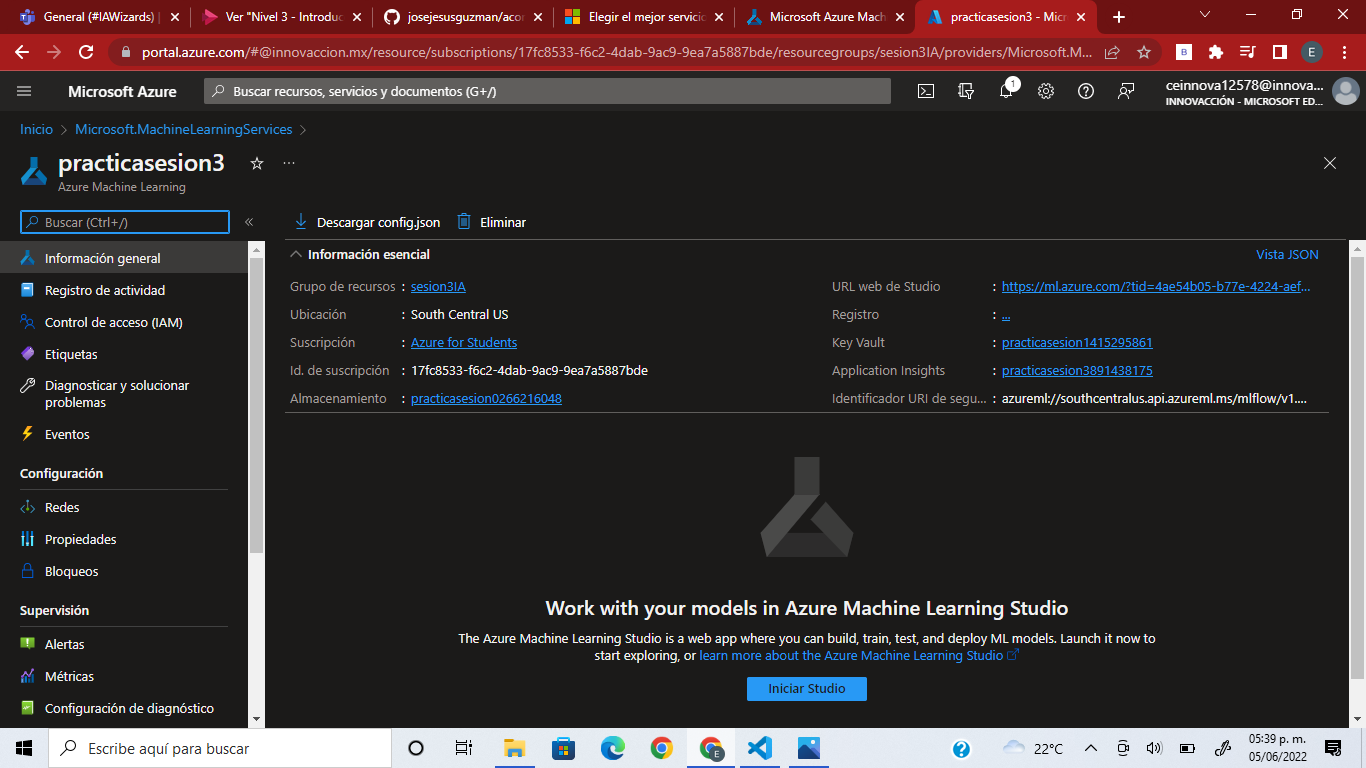 General (#IAWizards) |
Ver "Nivel 3 - Introduc
josejesusguzman/acor
Elegir el mejor servicic
Microsoft Azure Mach
practicasesion3 - Micr
portal.azure.com/#@innovaccion.mx/resource/subscriptions/17fc8533-f6c2-4dab-9ac9-9ea7a5887bde/resourcegroups/sesion3IA/providers/Microsoft.M...
B
E
Microsoft Azure
Buscar recursos, servicios y documentos (G+/)
1
ceinnova12578@innova...
INNOVACCIÓN - MICROSOFT ED...
Inicio > Microsoft.MachineLearningServices >
practicasesion3
Azure Machine Learning
Buscar (Ctrl+/)
«
Descargar config.json
Eliminar
Información general
Registro de actividad
Control de acceso (IAM)
Etiquetas
Diagnosticar y solucionar
problemas
Eventos
Configuración
Redes
Propiedades
Bloqueos
Supervisión
Alertas
Métricas
Configuración de diagnóstico
Información esencial
Vista JSON
Grupo de recursos : sesion3IA
Ubicación : South Central US
Suscripción : Azure for Students
Id. de suscripción : 17fc8533-f6c2-4dab-9ac9-9ea7a5887bde
Almacenamiento : practicasesion0266216048
URL web de Studio : https://ml.azure.com/?tid=4ae54b05-b77e-4224-aef...
Registro : ...
Key Vault : practicasesion1415295861
Application Insights : practicasesion3891438175
Identificador URI de segu... : azureml://southcentralus.api.azureml.ms/mlflow/v1....
Work with your models in Azure Machine Learning Studio
The Azure Machine Learning Studio is a web app where you can build, train, test, and deploy ML models. Launch it now to
start exploring, or learn more about the Azure Machine Learning Studio
Iniciar Studio
Escribe aquí para buscar
E
22°C
05:39 p. m.
05/06/2022